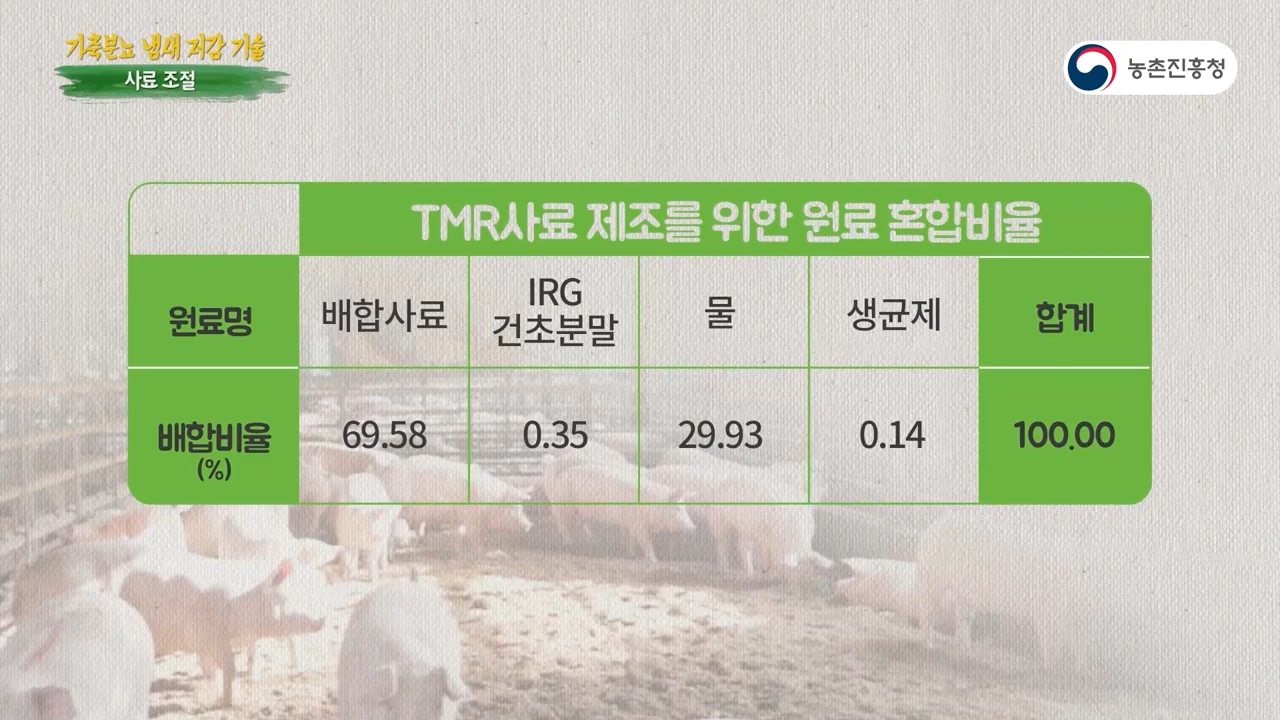 가축분뇨 냄새 저감 기술
사료 조절
농촌진흥청
TMR사료 제조를 위한 원료 혼합비율
원료명 배합사료 IRG 건초분말 물 생균제 합계
배합비율 (%) 69.58 0.35 29.93 0.14 100.00